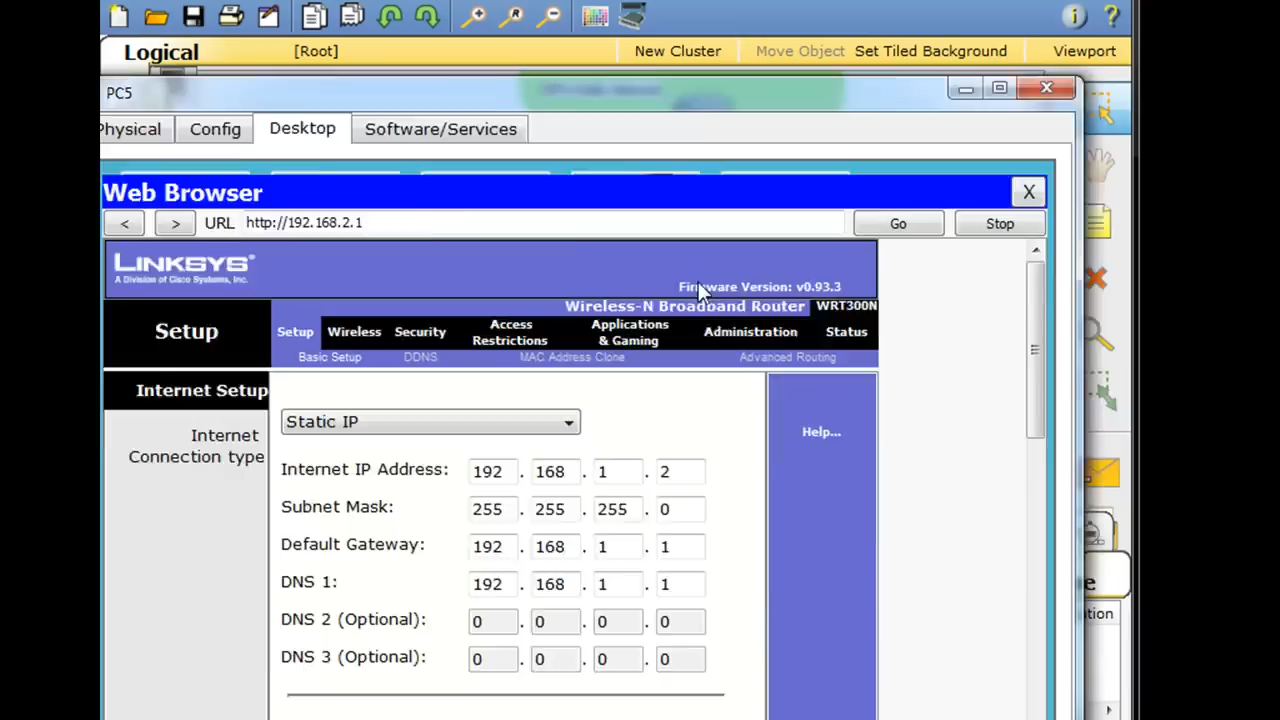 Logical [Root] New Cluster Move Object Set Tiled Background Viewport
PC5
Physical Config Desktop Software/Services
Web Browser X
< > URL http://192.168.2.1 Go Stop
LINKSYS
A Division of Cisco Systems, Inc.
Firmware Version: v0.93.3
Wireless-N Broadband Router WRT300N
Setup
Setup Wireless Security Access Restrictions Applications & Gaming Administration Status
Basic Setup DDNS MAC Address Clone Advanced Routing
Internet Setup
Internet Connection type
Static IP
Help...
Internet IP Address: 192 . 168 . 1 . 2
Subnet Mask: 255 . 255 . 255 . 0
Default Gateway: 192 . 168 . 1 . 1
DNS 1: 192 . 168 . 1 . 1
DNS 2 (Optional): 0 . 0 . 0 . 0
DNS 3 (Optional): 0 . 0 . 0 . 0